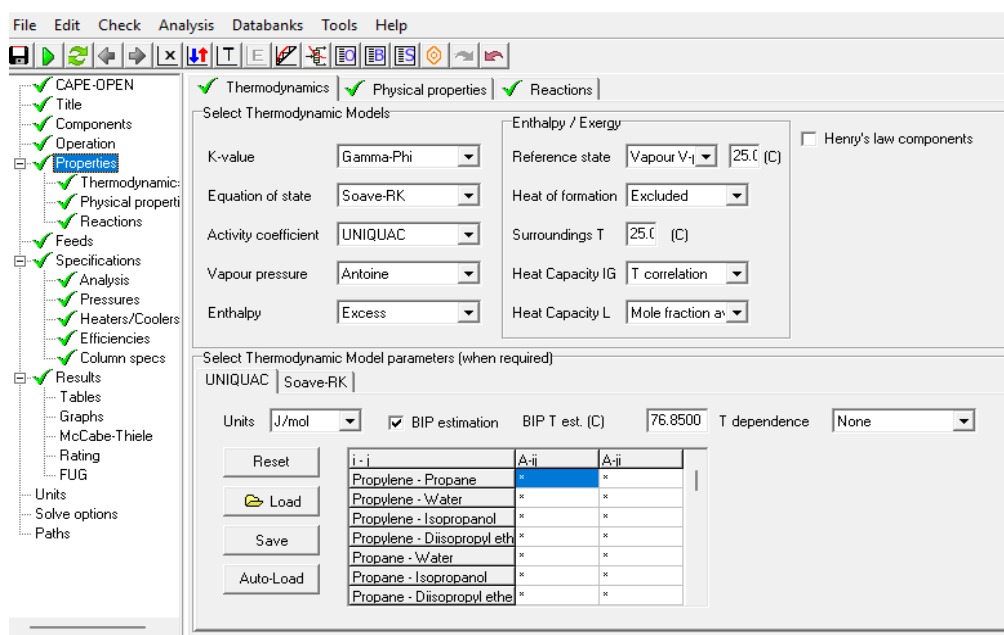 File Edit Check Analysis Databanks Tools Help
CAPE-OPEN
Title
Components
Operation
Properties
Thermodynamic:
Physical properti
Reactions
Feeds
Specifications
Analysis
Pressures
Heaters/Coolers
Efficiencies
Column specs
Results
Tables
Graphs
McCabe-Thiele
Rating
FUG
Units
Solve options
Paths
Thermodynamics Physical properties Reactions
Select Thermodynamic Models
K-value Gamma-Phi
Equation of state Soave-RK
Activity coefficient UNIQUAC
Vapour pressure Antoine
Enthalpy Excess
Enthalpy / Exergy
Reference state Vapour V-| 25.( (C)
Heat of formation Excluded
Surroundings T 25.( (C)
Heat Capacity IG T correlation
Heat Capacity L Mole fraction a
Henry's law components
Select Thermodynamic Model parameters (when required)
UNIQUAC Soave-RK
Units J/mol BIP estimation BIP T est. (C) 76.8500 T dependence None
Reset
Load
Save
Auto-Load
i - j A-ij A-ji
Propylene - Propane * *
Propylene - Water * *
Propylene - Isopropanol * *
Propylene - Diisopropyl eth * *
Propane - Water * *
Propane - Isopropanol * *
Propane - Diisopropyl ethe * *